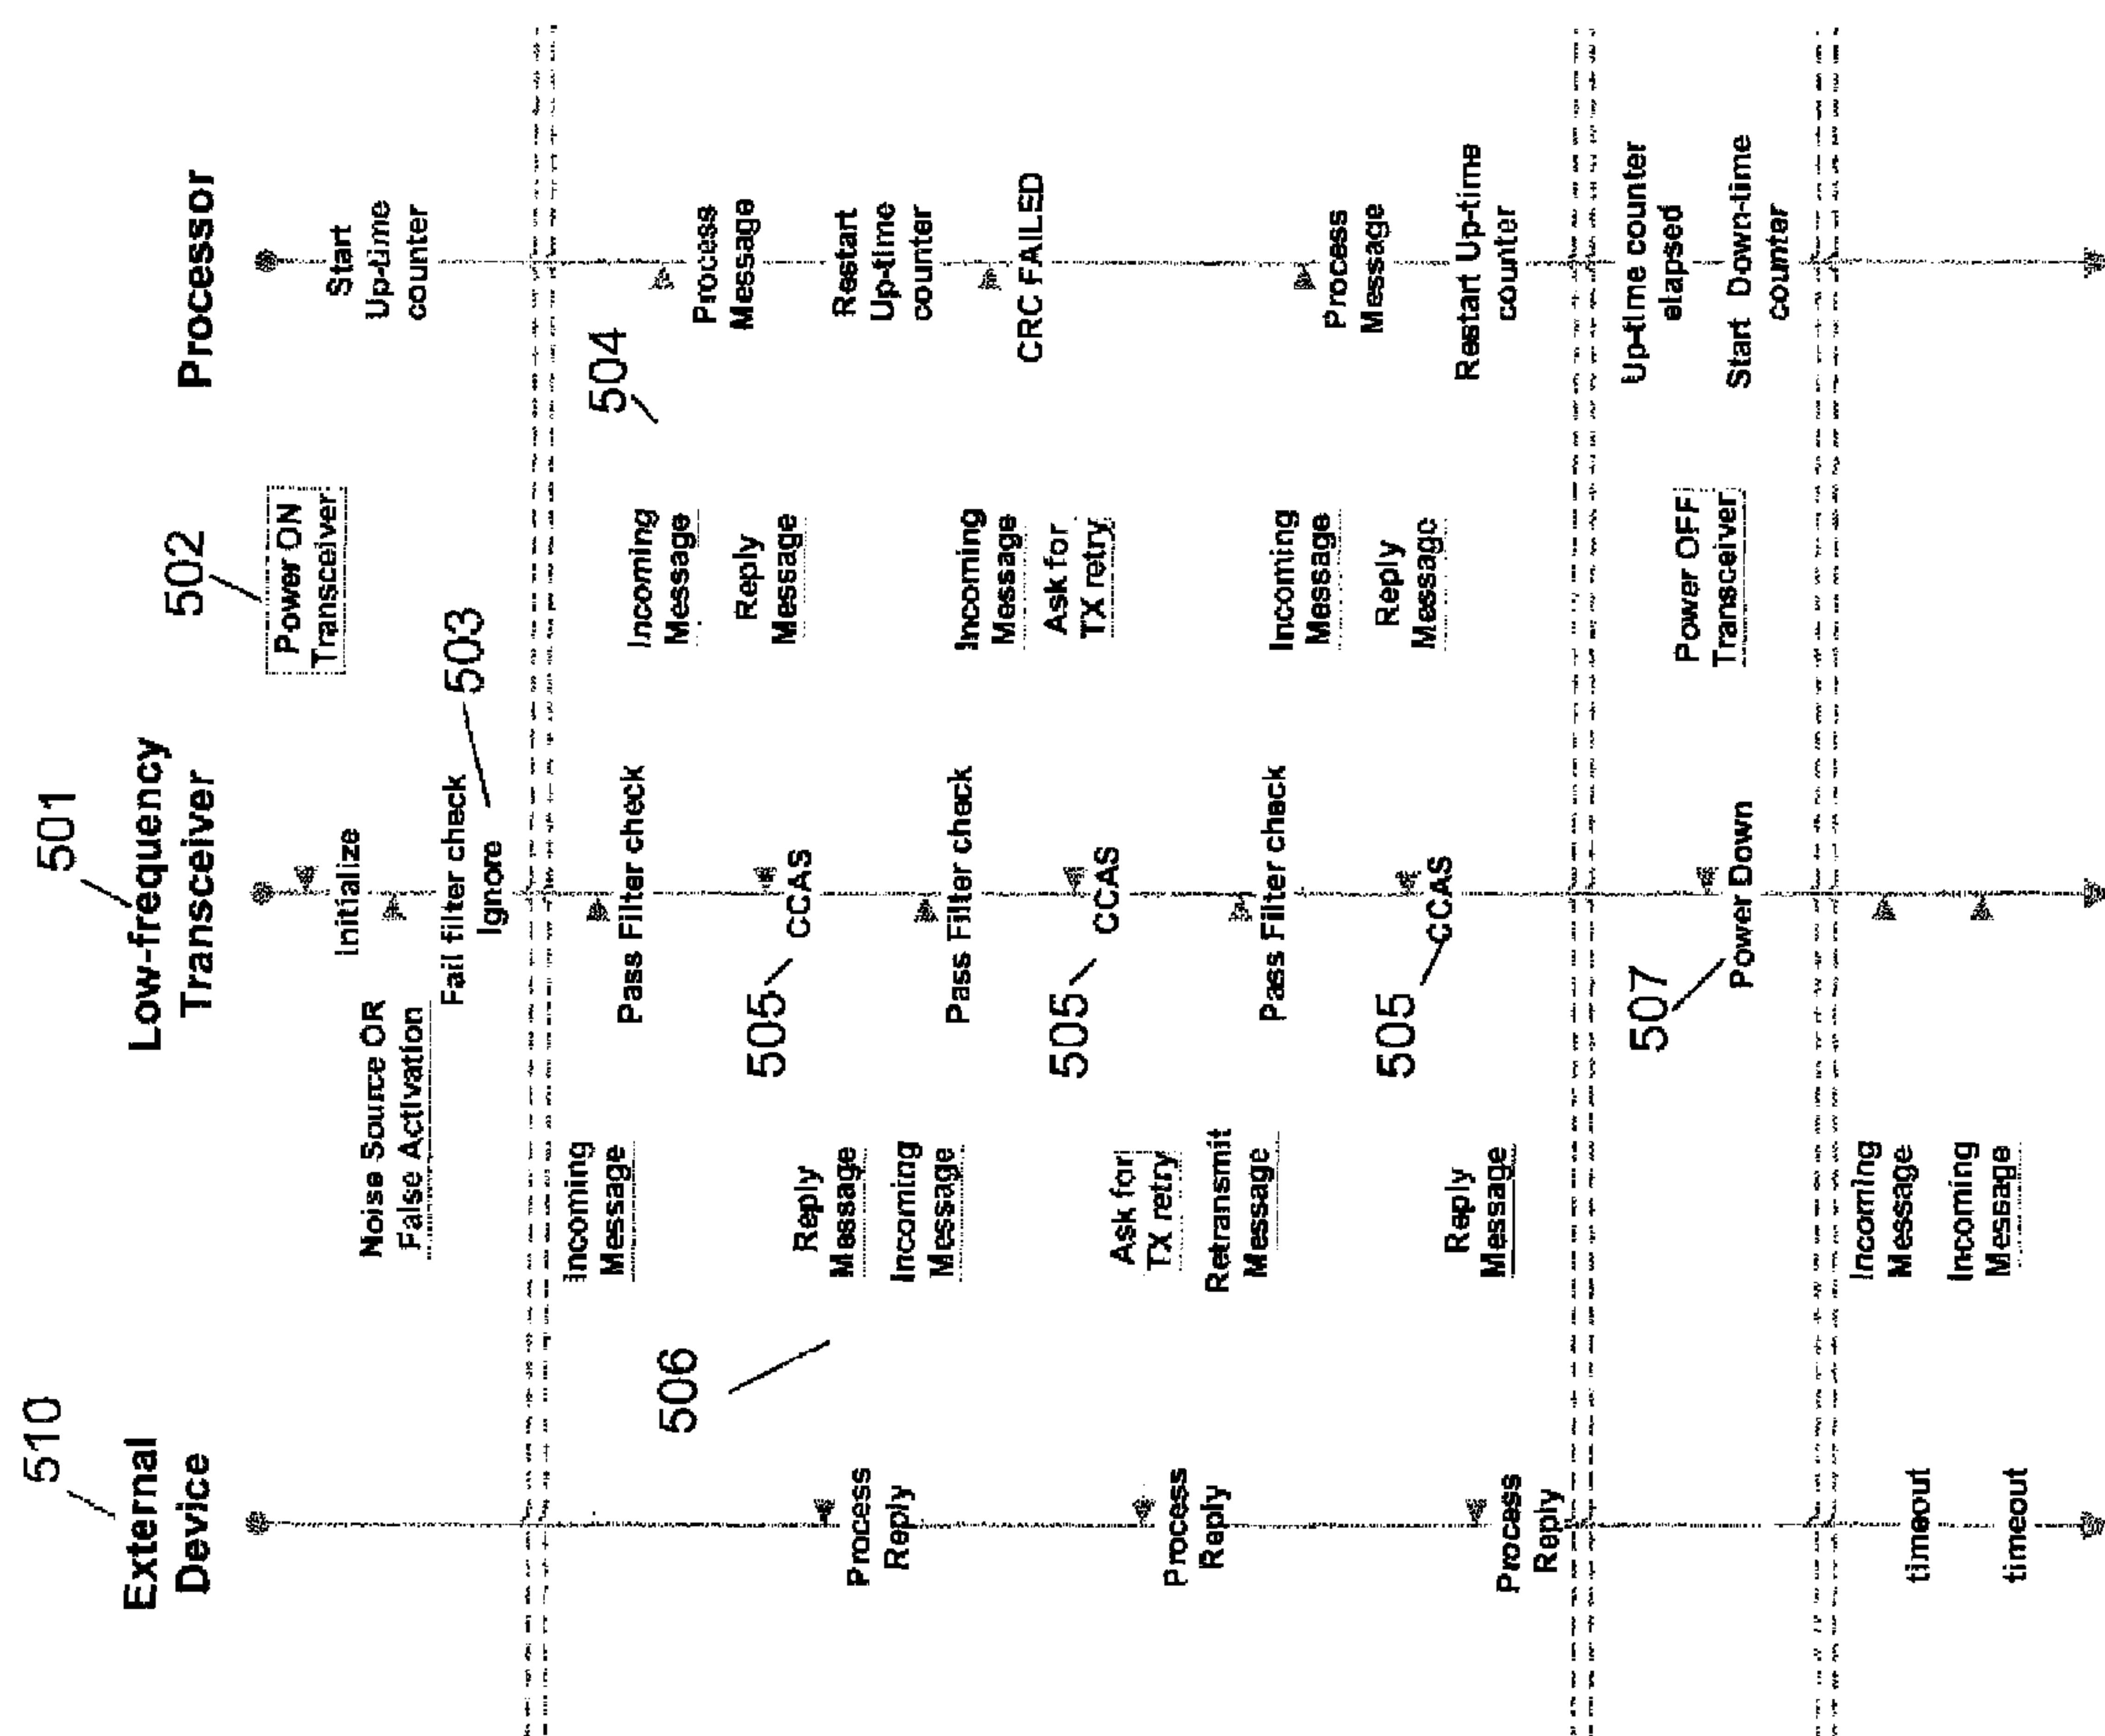 510
501
External
Device
Low-frequency
Transceiver
502
Processor
Power ON
Transceiver
Initialize
Start
Up-time
counter
Noise Source OR
False Activation
Fail filter check
Ignore
503
Incoming
Message
Pass Filter check
504
Incoming
Message
Process
Message
506
505
CCAS
Reply
Message
Reply
Message
Process
Reply
Restart
Up-time
counter
Incoming
Message
Pass Filter check
Incoming
Message
CRC FAILED
505
CCAS
Ask for
TX retry
Ask for
TX retry
Process
Reply
Retransmit
Message
Pass Filter check
Incoming
Message
Process
Message
505
CCAS
Reply
Message
Reply
Message
Process
Reply
Restart Up-time
counter
Up-time counter
elapsed
507
Power Down
Power OFF
Transceiver
Start Down-time
counter
Incoming
Message
timeout
Incoming
Message
timeout